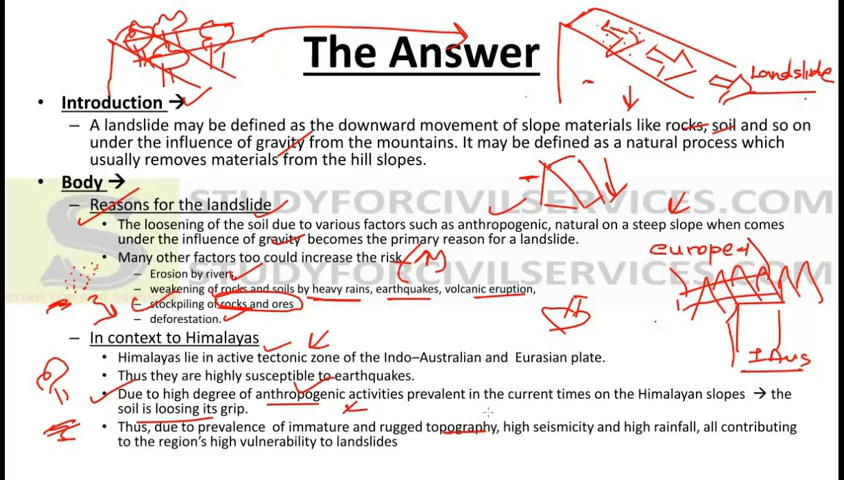 The Answer
Landslide
• Introduction →
– A landslide may be defined as the downward movement of slope materials like rocks, soil and so on
under the influence of gravity from the mountains. It may be defined as a natural process which
usually removes materials from the hill slopes.
• Body →
STUDYFORCIVILSERVICES.COM
– Reasons for the landslide
• The loosening of the soil due to various factors such as anthropogenic, natural on a steep slope when comes
under the influence of gravity becomes the primary reason for a landslide.
• Many other factors too could increase the risk
– Erosion by rivers,
– weakening of rocks and soils by heavy rains, earthquakes, volcanic eruption,
– stockpiling of rocks and ores
– deforestation.
STUDYFORCIVILSERVICES.COM
– In context to Himalayas
• Himalayas lie in active tectonic zone of the Indo–Australian and Eurasian plate.
• Thus they are highly susceptible to earthquakes.
• Due to high degree of anthropogenic activities prevalent in the current times on the Himalayan slopes → the
soil is loosing its grip.
• Thus, due to prevalence of immature and rugged topography, high seismicity and high rainfall, all contributing
to the region's high vulnerability to landslides